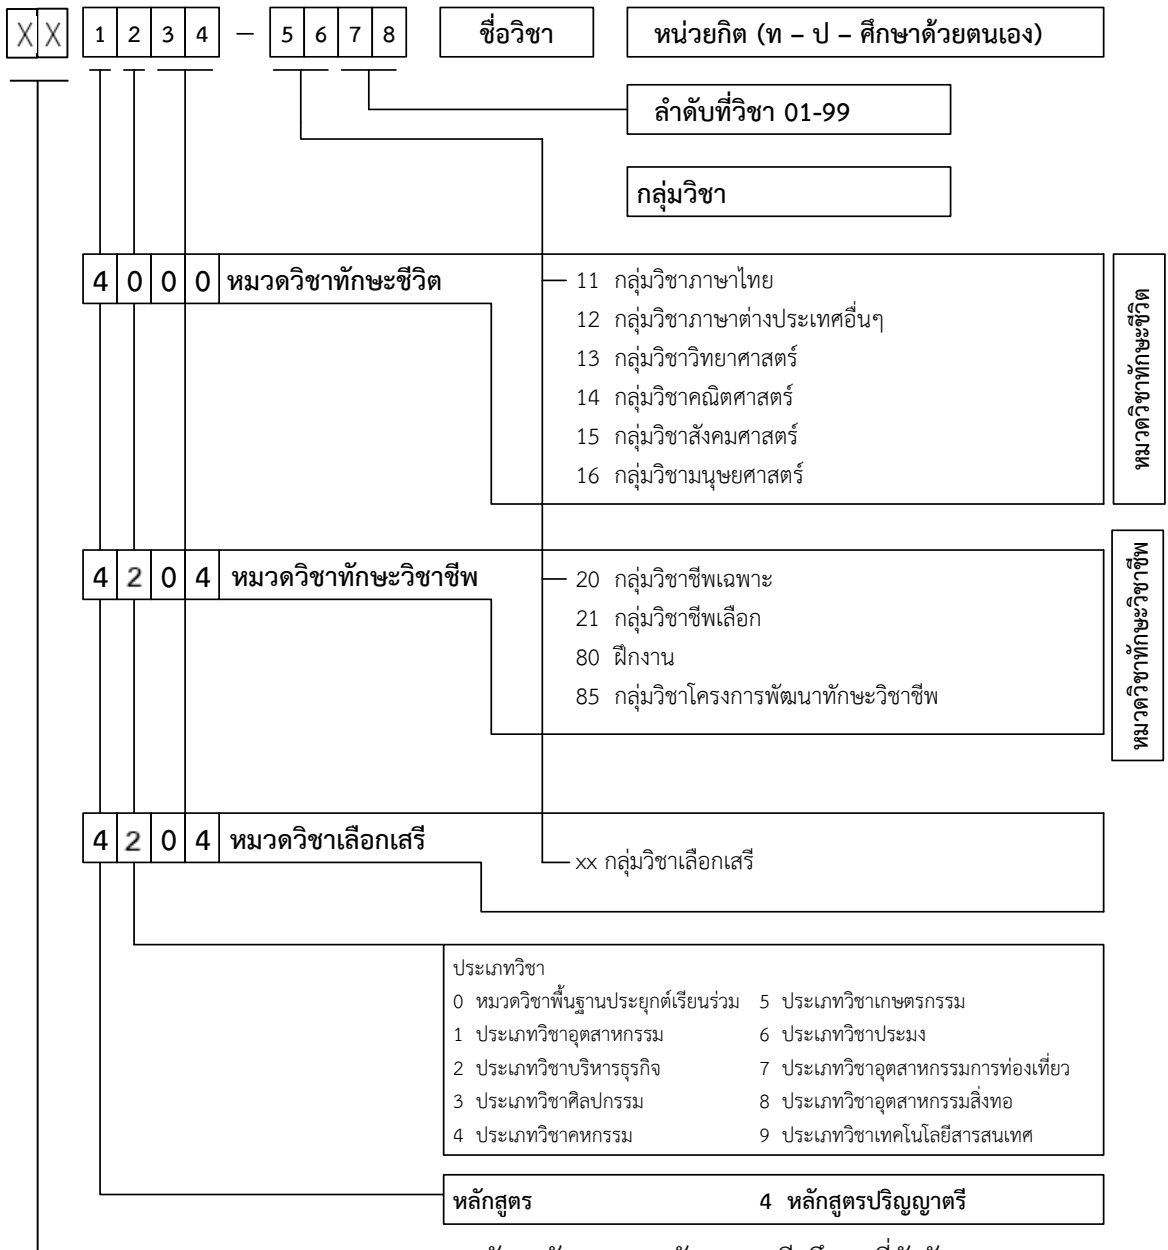 XX 1 2 3 4 – 5 6 7 8 ชื่อวิชา หน่วยกิต (ท – ป – ศึกษาด้วยตนเอง)
ลำดับที่วิชา 01-99
กลุ่มวิชา
4 0 0 0 หมวดวิชาทักษะชีวิต
11 กลุ่มวิชาภาษาไทย
12 กลุ่มวิชาภาษาต่างประเทศอื่นๆ
13 กลุ่มวิชาวิทยาศาสตร์
14 กลุ่มวิชาคณิตศาสตร์
15 กลุ่มวิชาสังคมศาสตร์
16 กลุ่มวิชามนุษยศาสตร์
หมวดวิชาทักษะชีวิต
4 2 0 4 หมวดวิชาทักษะวิชาชีพ
20 กลุ่มวิชาชีพเฉพาะ
21 กลุ่มวิชาชีพเลือก
80 ฝึกงาน
85 กลุ่มวิชาโครงการพัฒนาทักษะวิชาชีพ
หมวดวิชาทักษะวิชาชีพ
4 2 0 4 หมวดวิชาเลือกเสรี
xx กลุ่มวิชาเลือกเสรี
ประเภทวิชา
0 หมวดวิชาพื้นฐานประยุกต์เรียนร่วม 5 ประเภทวิชาเกษตรกรรม
1 ประเภทวิชาอุตสาหกรรม 6 ประเภทวิชาประมง
2 ประเภทวิชาบริหารธุรกิจ 7 ประเภทวิชาอุตสาหกรรมการท่องเที่ยว
3 ประเภทวิชาศิลปกรรม 8 ประเภทวิชาอุตสาหกรรมสิ่งทอ
4 ประเภทวิชาคหกรรม 9 ประเภทวิชาเทคโนโลยีสารสนเทศ
หลักสูตร 4 หลักสูตรปริญญาตรี